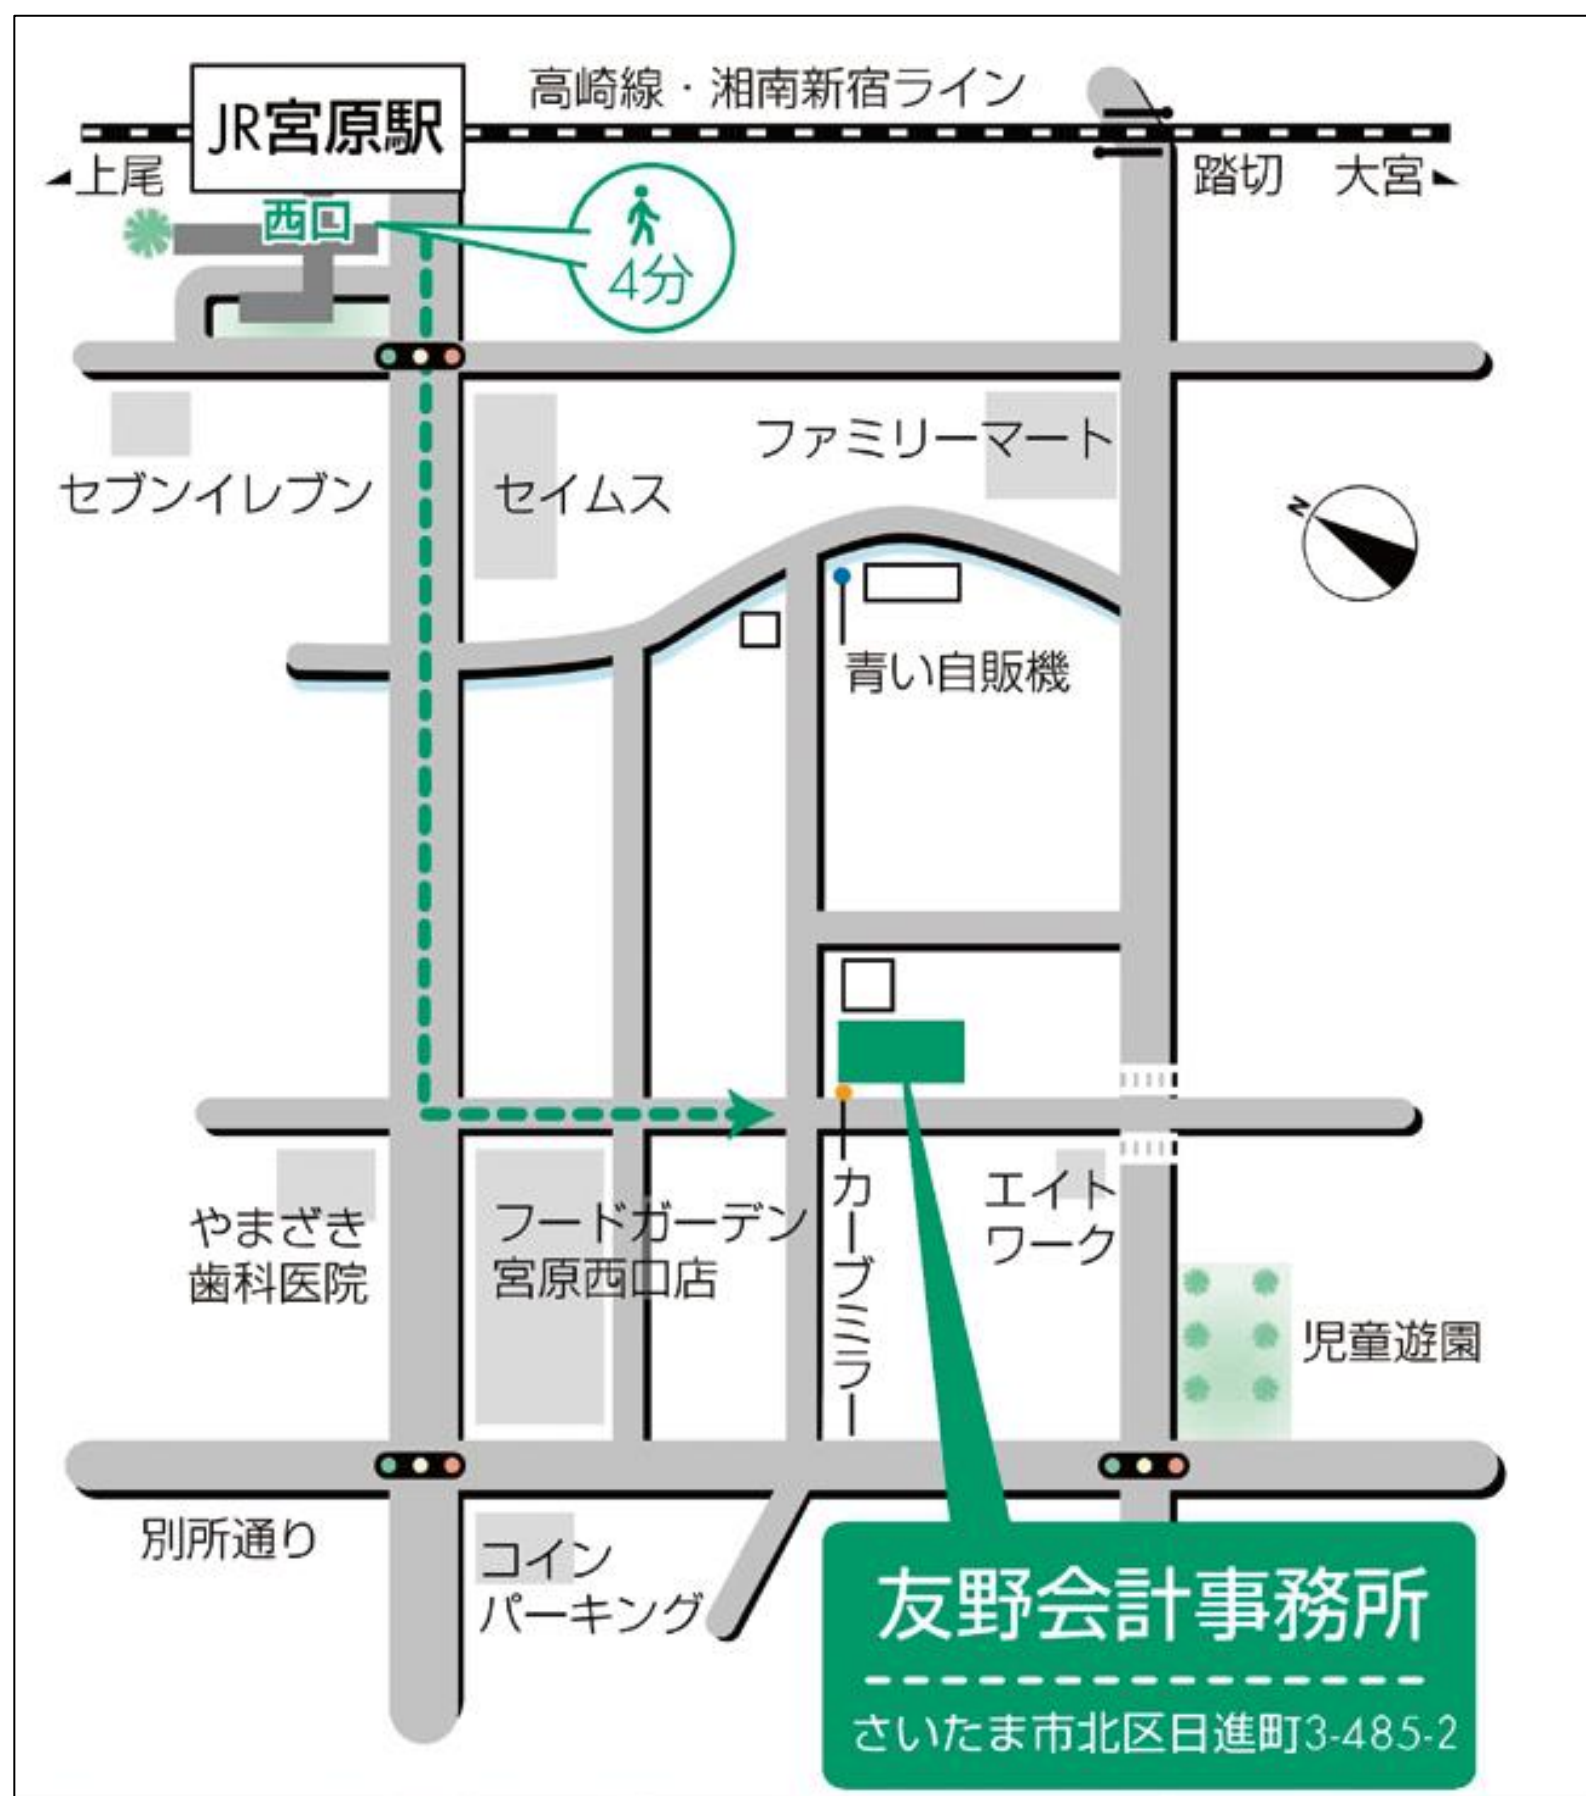 高崎線・湘南新宿ライン
JR宮原駅
上尾
踏切
大宮
西口
4分
ファミリーマート
セブンイレブン
セイムス
N
青い自販機
カーブミラー
エイト
ワーク
やまざき
歯科医院
フードガーデン
宮原西口店
児童遊園
別所通り
コイン
パーキング
友野会計事務所
さいたま市北区日進町3-485-2